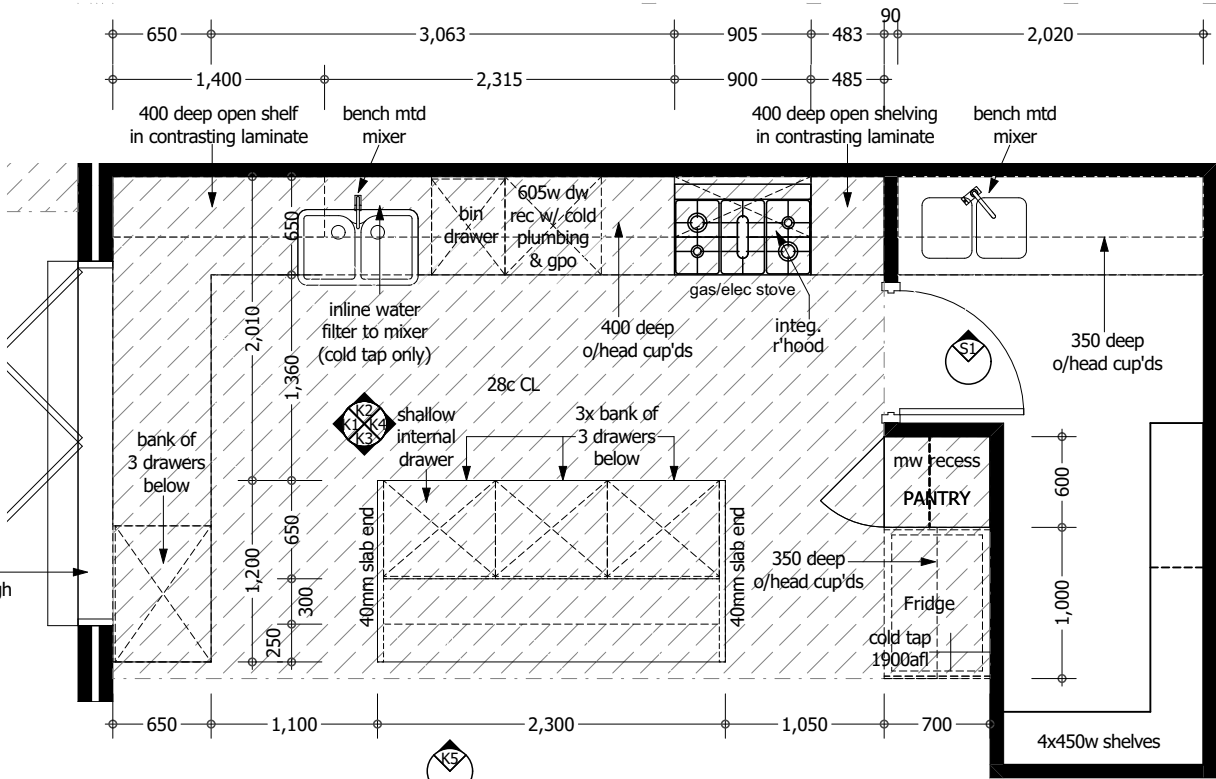 90
650
3,063
905
483
2,020
1,400
2,315
900
485
400 deep open shelf
in contrasting laminate
bench mtd
mixer
400 deep open shelving
in contrasting laminate
bench mtd
mixer
650
bin
drawer
605w dw
rec w/ cold
plumbing
& gpo
gas/elec stove
inline water
filter to mixer
(cold tap only)
400 deep
o/head cup'ds
integ.
r'hood
S1
350 deep
o/head cup'ds
2,010
1,360
28c CL
K2
K1
K4
K3
shallow
internal
drawer
3x bank of
3 drawers
below
bank of
3 drawers
below
mw recess
PANTRY
600
40mm slab end
40mm slab end
350 deep
o/head cup'ds
1,200
650
300
250
gh
Fridge
cold tap
1900afl
1,000
650
1,100
2,300
1,050
700
4x450w shelves
K5